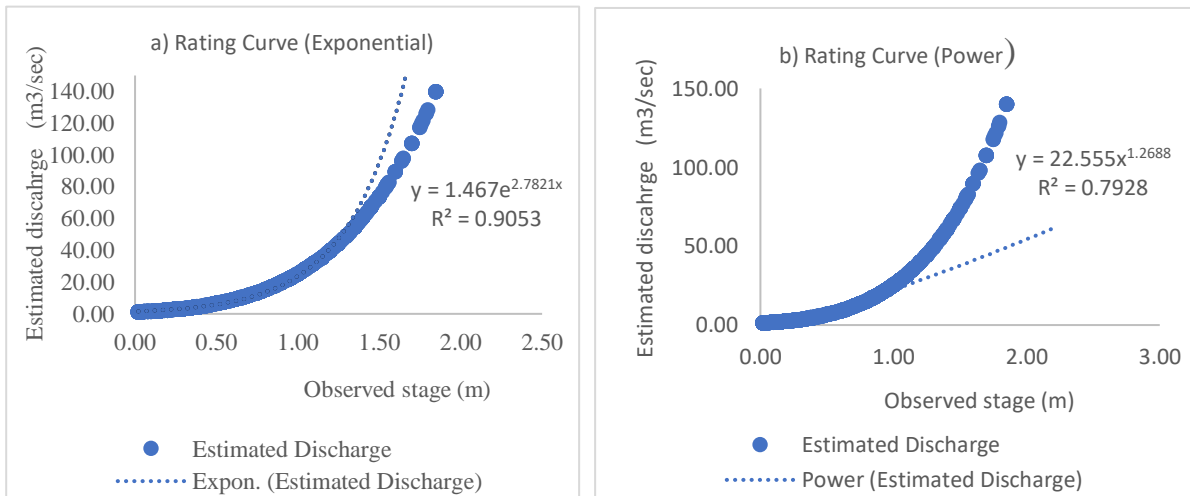 a) Rating Curve (Exponential)
Estimated discahrge (m3/sec)
140.00
120.00
100.00
80.00
60.00
40.00
20.00
0.00
y = 1.467e^2.7821x
R² = 0.9053
0.00 0.50 1.00 1.50 2.00 2.50
Observed stage (m)
Estimated Discharge
Expon. (Estimated Discharge)
b) Rating Curve (Power)
Estimated discahrge (m3/sec)
150.00
100.00
50.00
0.00
y = 22.555x^1.2688
R² = 0.7928
0.00 1.00 2.00 3.00
Observed stage (m)
Estimated Discharge
Power (Estimated Discharge)